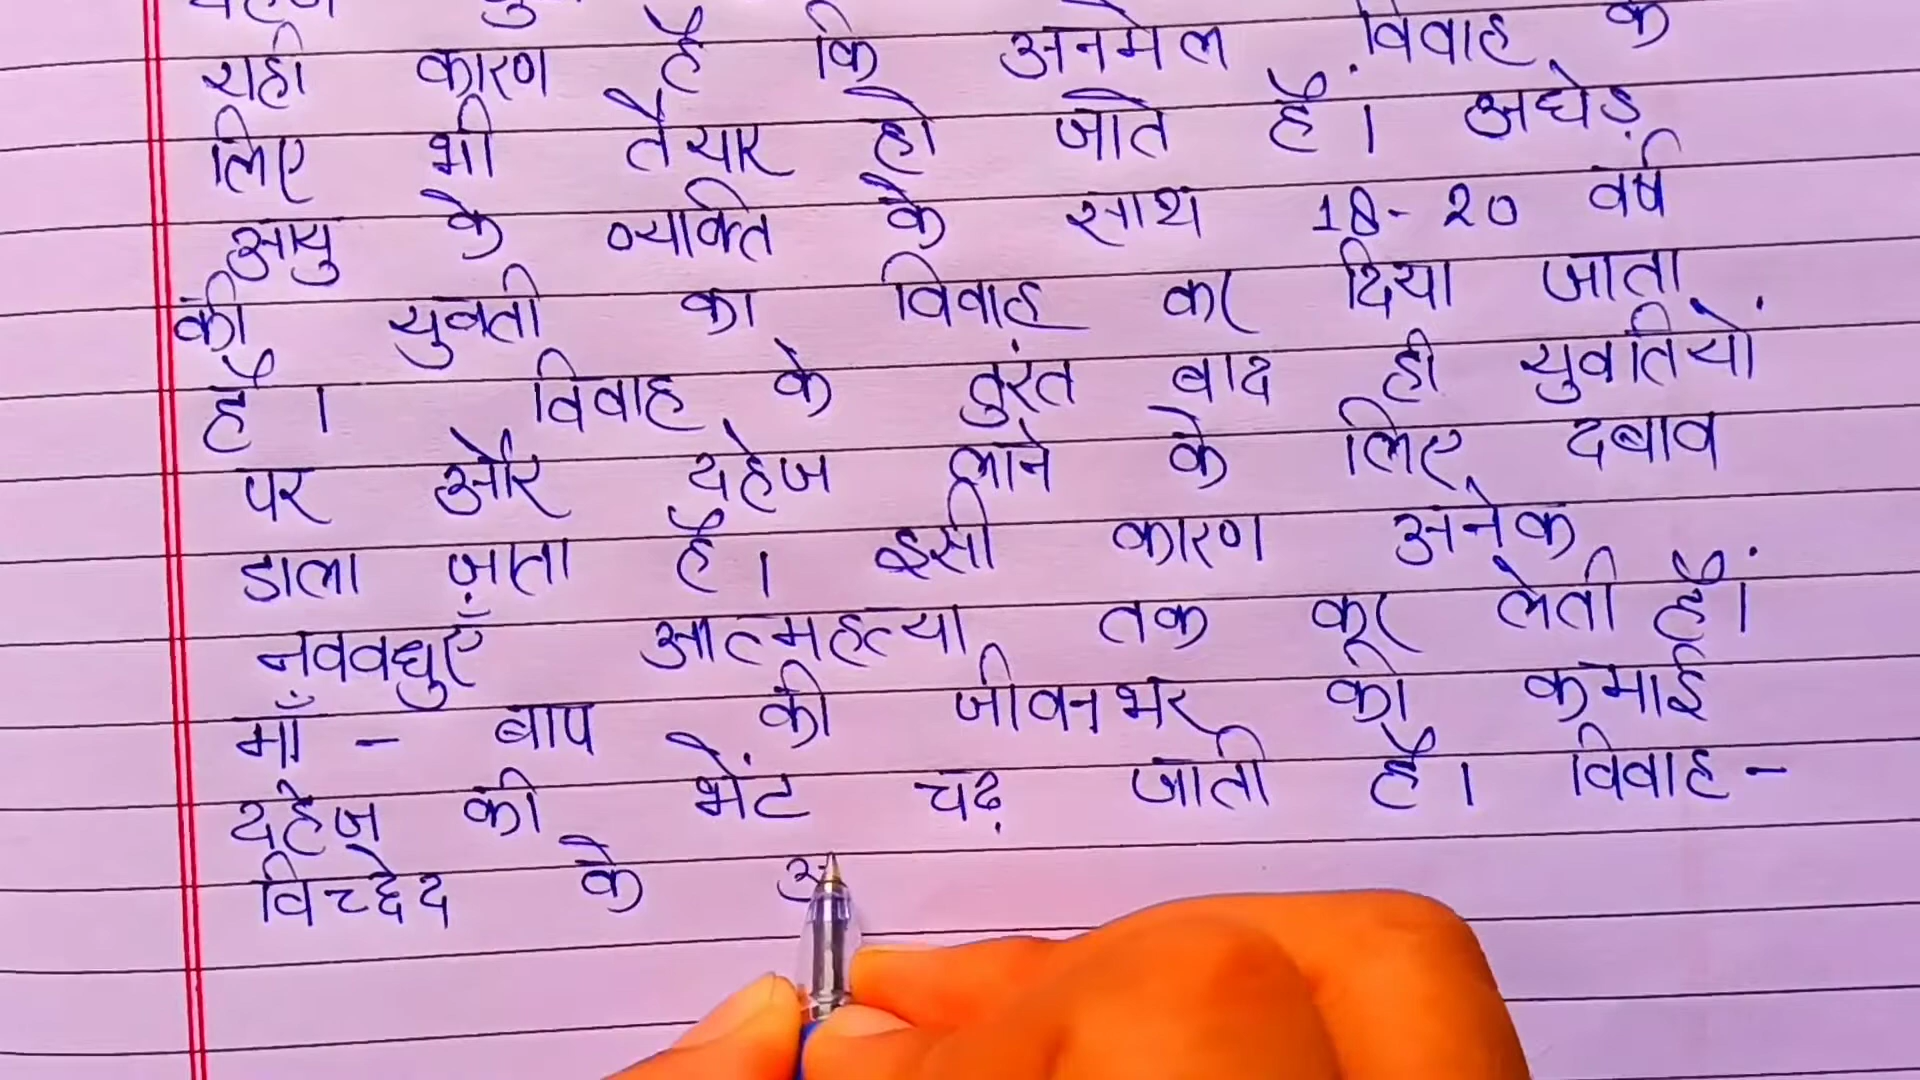 यही कारण है कि अनमेल विवाह के
लिए भी तैयार हो जाते हैं। अधेड़
आयु के व्यक्ति के साथ 18-20 वर्ष
की युवती का विवाह कर दिया जाता
है। विवाह के तुरंत बाद ही युवतियों
पर और दहेज लाने के लिए दबाव
डाला ज़ाता है। इसी कारण अनेक
नववधुएँ आत्महत्या तक कर लेती हैं।
माँ - बाप की जीवनभर की कमाई
दहेज की भेंट चढ़ जाती है। विवाह -
विच्छेद के